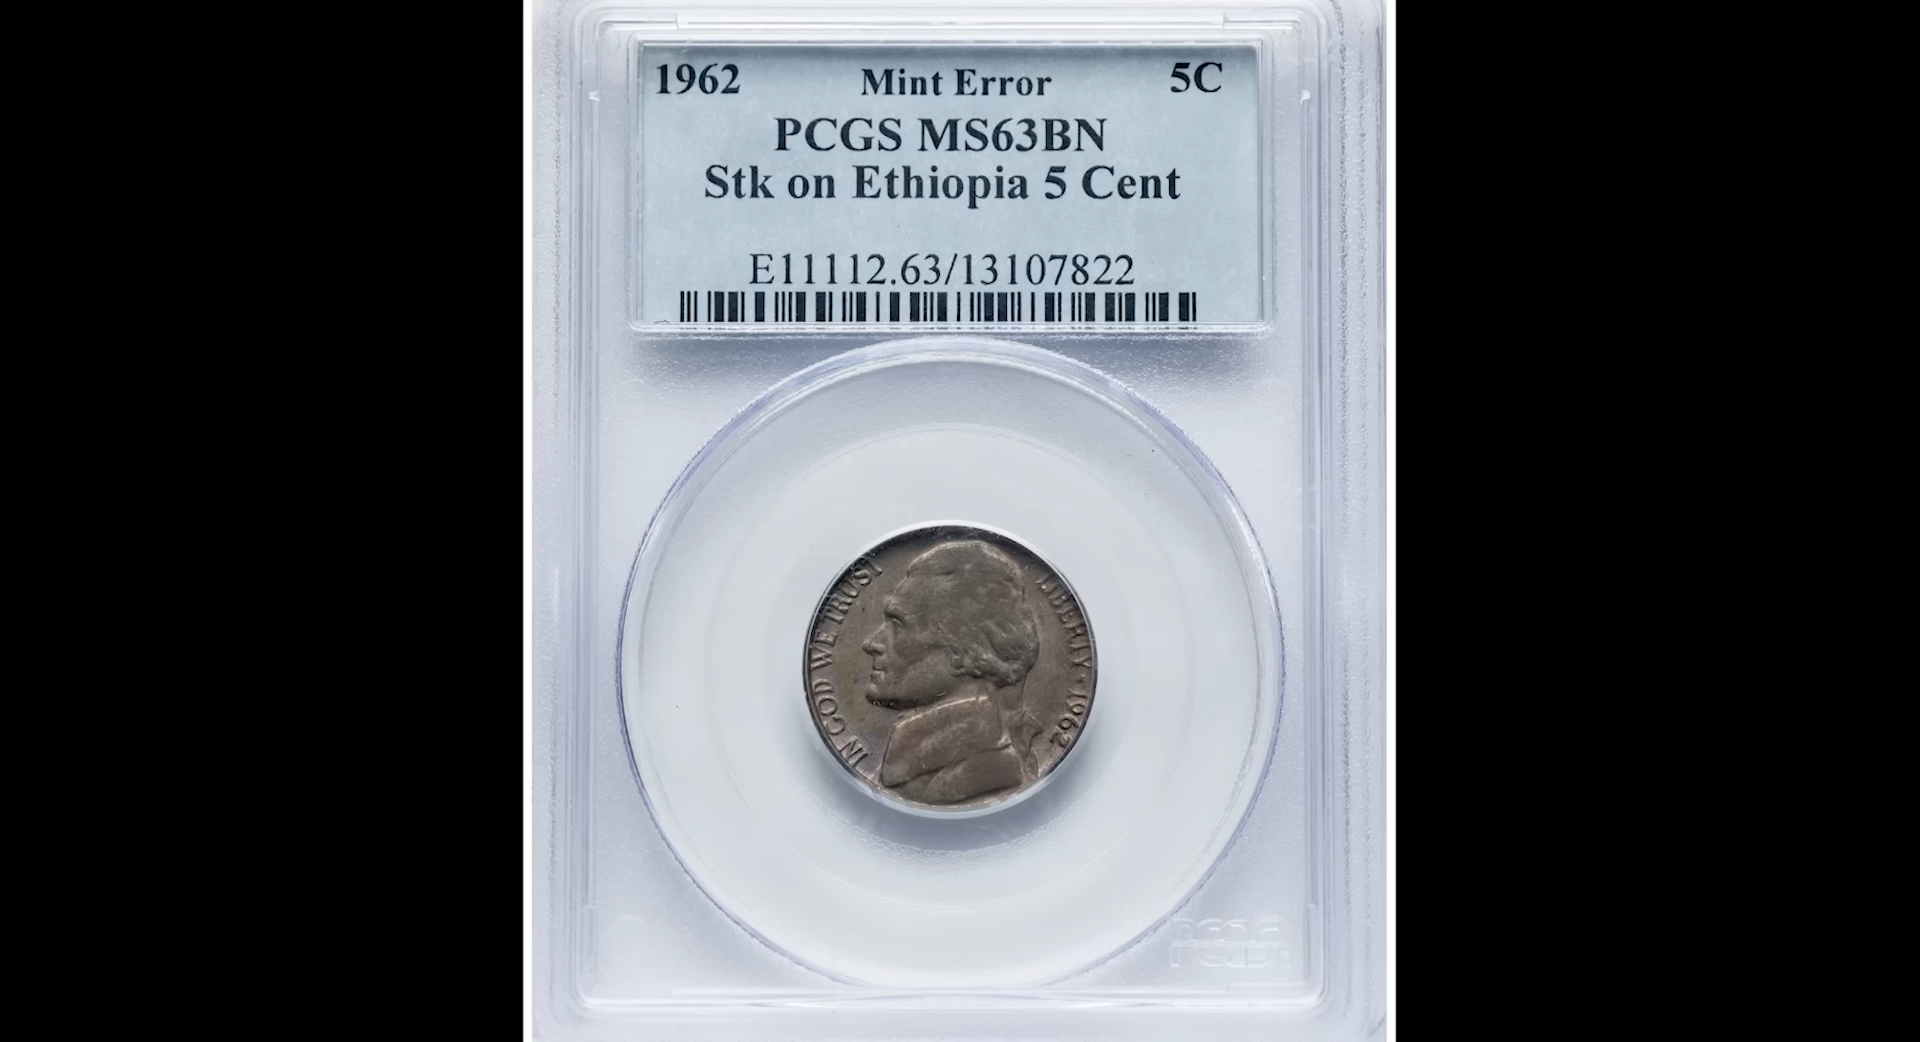 1962 Mint Error 5C
PCGS MS63BN
Stk on Ethiopia 5 Cent
E11112.63/13107822
IN GOD WE TRUST
LIBERTY · 1962
PCGS